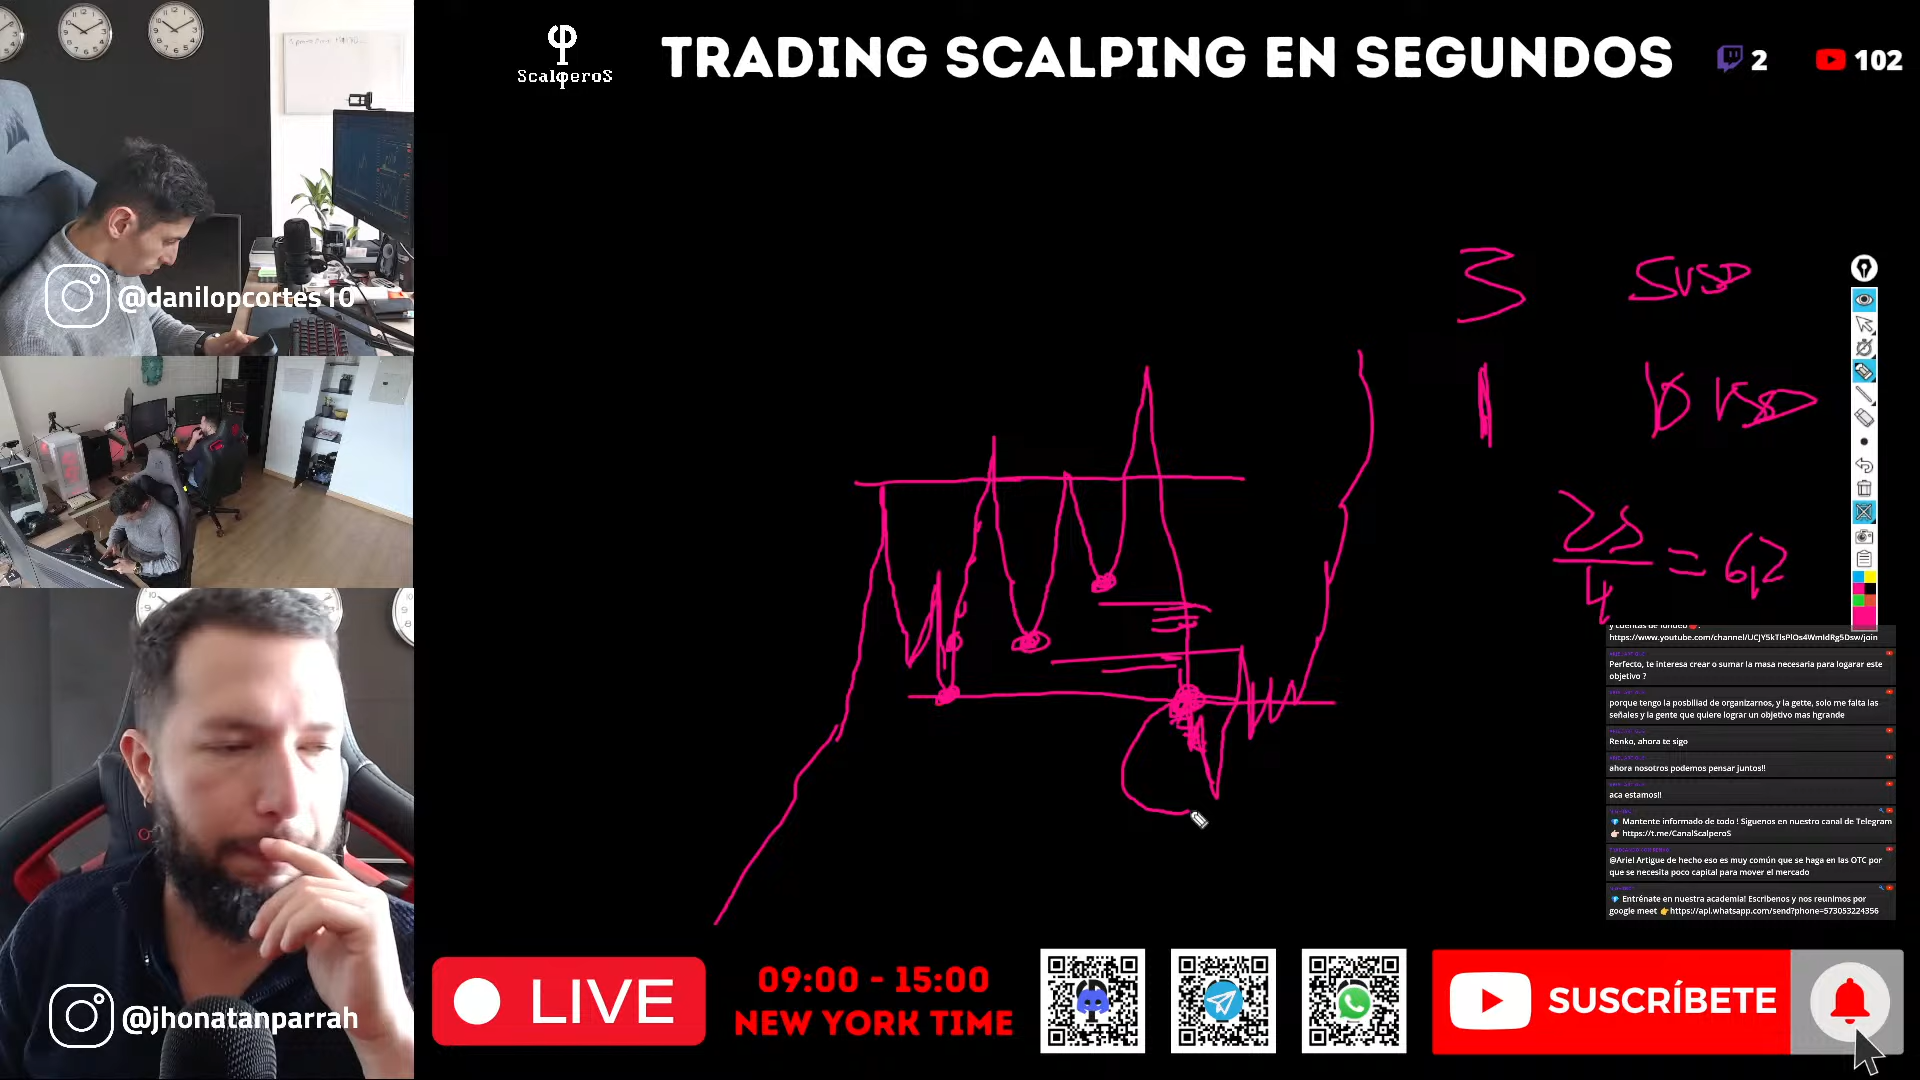 ScalperoS
TRADING SCALPING EN SEGUNDOS
2
102
@danilopcortes10
@jhonatanparrah
3
5USD
1
25
4
=
6,2
y cuentas de fondeo
https://www.youtube.com/channel/UCJY5kTlsPlOs4WmIdRg5Dsw/join
Perfecto, te interesa crear o sumar la masa necesaria para logarar este
objetivo ?
porque tengo la posbiliad de organizarnos, y la gette, solo me falta las
señales y la gente que quiere lograr un objetivo mas hgrande
Renko, ahora te sigo
ahora nosotros podemos pensar juntos!!
aca estamos!!
Mantente informado de todo ! Siguenos en nuestro canal de Telegram
https://t.me/CanalScalperoS
@Ariel Artigue de hecho eso es muy común que se haga en las OTC por
que se necesita poco capital para mover el mercado
Entrénate en nuestra academia! Escribenos y nos reunimos por
google meet 👉https://api.whatsapp.com/send?phone=573053224356
LIVE
09:00 - 15:00
NEW YORK TIME
SUSCRÍBETE